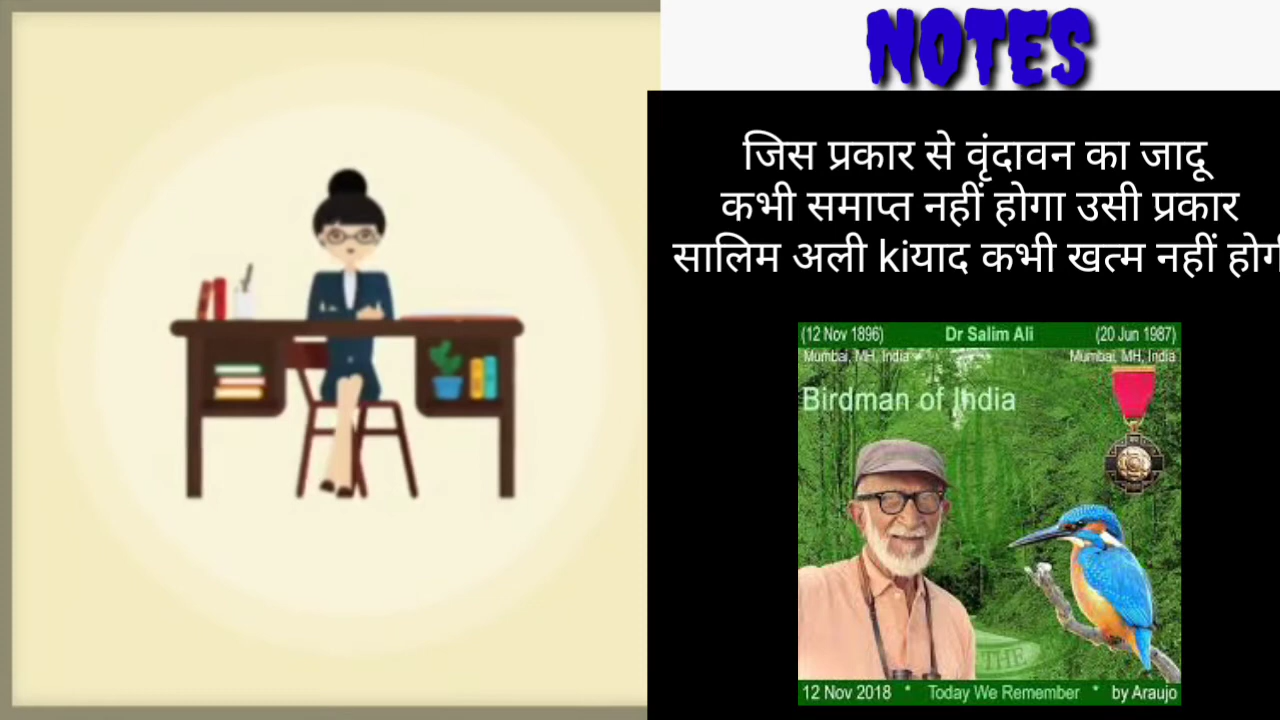 NOTES
जिस प्रकार से वृंदावन का जादू
कभी समाप्त नहीं होगा उसी प्रकार
सालिम अली kiयाद कभी खत्म नहीं होगी
(12 Nov 1896) Dr Salim Ali (20 Jun 1987)
Mumbai, MH, India Mumbai, MH, India
Birdman of India
THE
12 Nov 2018 * Today We Remember * by Araujo